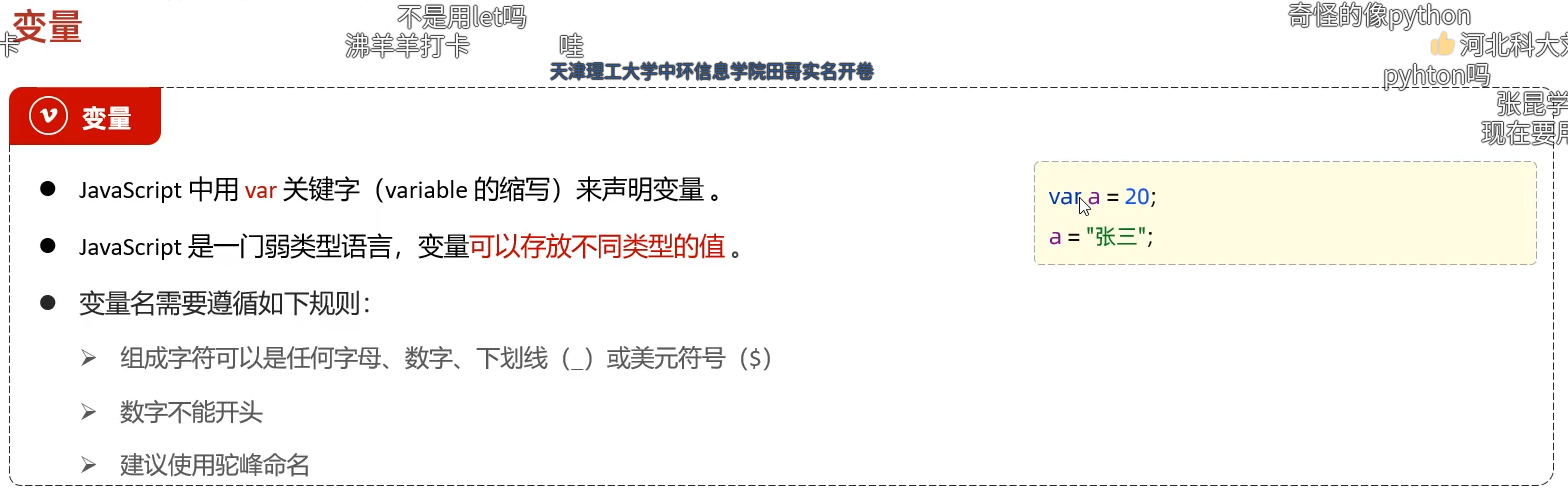 变量
不是用let吗
奇怪的像python
卡
沸羊羊打卡
哇
👍河北科大
天津理工大学中环信息学院田哥实名开卷
pyhton吗
张昆学
现在要用
变量
● JavaScript 中用 var 关键字（variable 的缩写）来声明变量 。
var a = 20;
a = "张三";
● JavaScript 是一门弱类型语言，变量可以存放不同类型的值 。
● 变量名需要遵循如下规则：
➢ 组成字符可以是任何字母、数字、下划线（_）或美元符号（$）
➢ 数字不能开头
➢ 建议使用驼峰命名